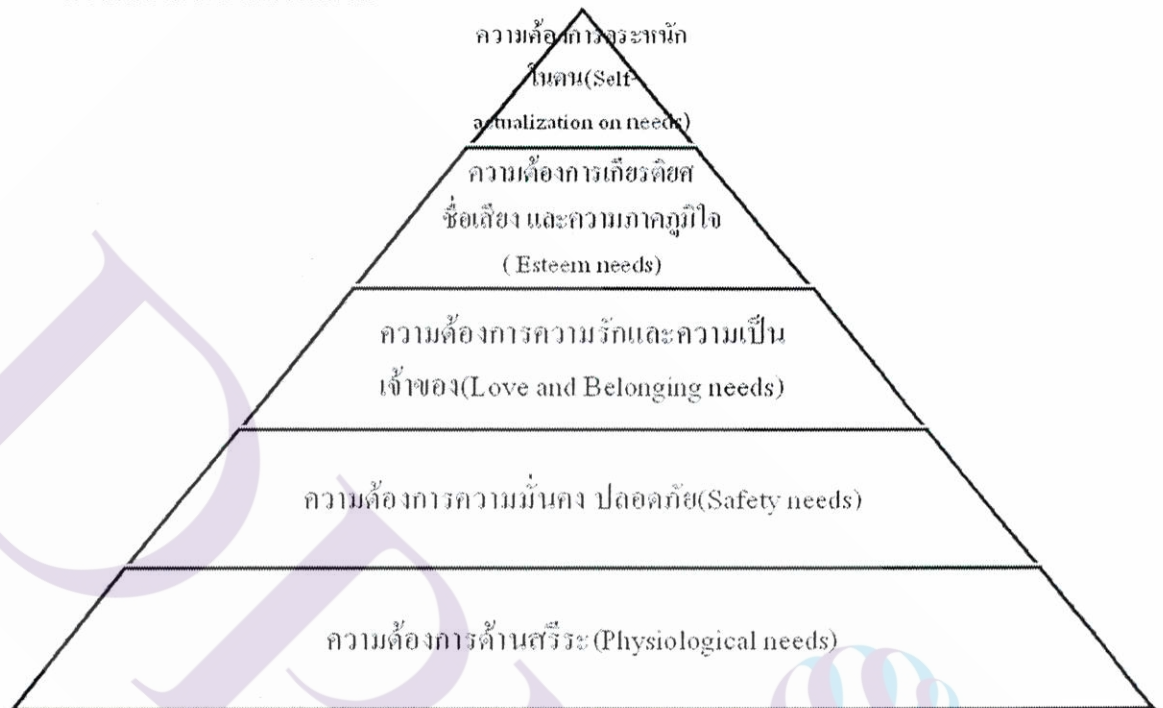 ความต้องการตระหนัก
ในตน(Self-
actualization on needs)
ความต้องการเกียรติยศ
ชื่อเสียง และความภาคภูมิใจ
( Esteem needs)
ความต้องการความรักและความเป็น
เจ้าของ(Love and Belonging needs)
ความต้องการความมั่นคง ปลอดภัย(Safety needs)
ความต้องการด้านสรีระ(Physiological needs)